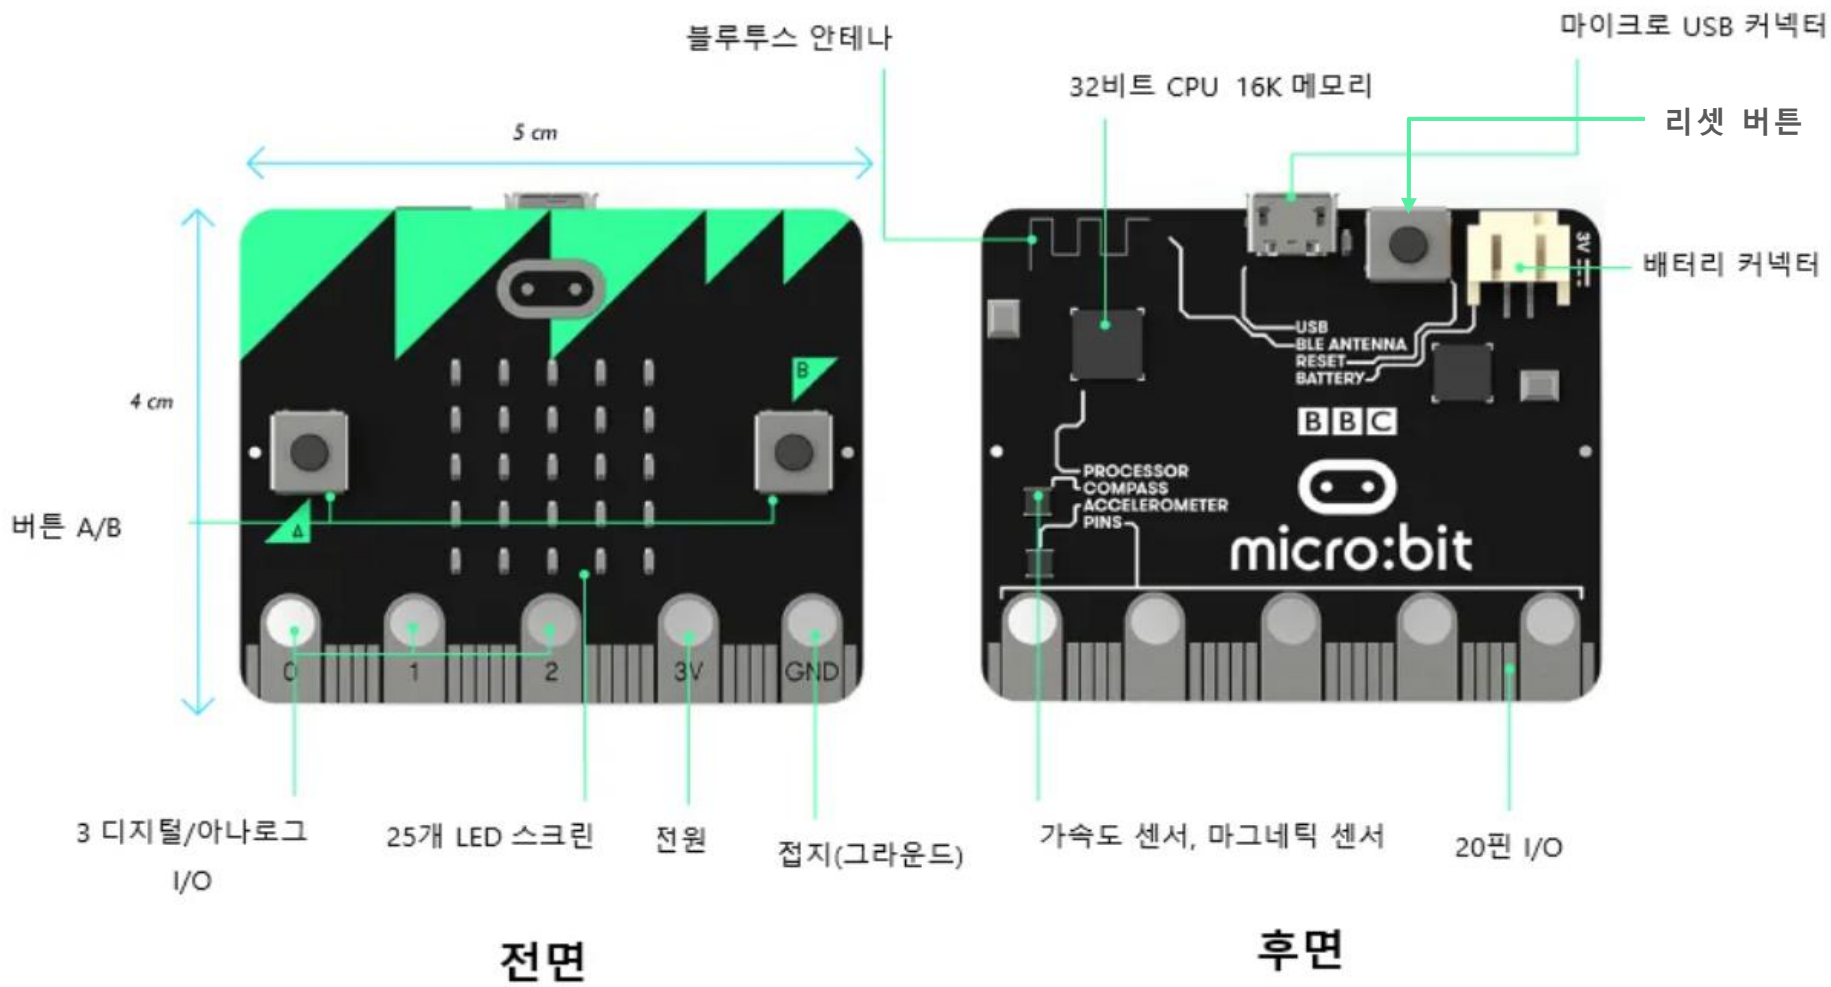 블루투스 안테나
마이크로 USB 커넥터
32비트 CPU 16K 메모리
리셋 버튼
5 cm
배터리 커넥터
3V
USB
BLE ANTENNA
RESET
BATTERY
B
4 cm
BBC
PROCESSOR
COMPASS
ACCELEROMETER
PINS
micro:bit
버튼 A/B
A
0 1 2 3V GND
3 디지털/아나로그
I/O
25개 LED 스크린
전원
접지(그라운드)
가속도 센서, 마그네틱 센서
20핀 I/O
전면
후면